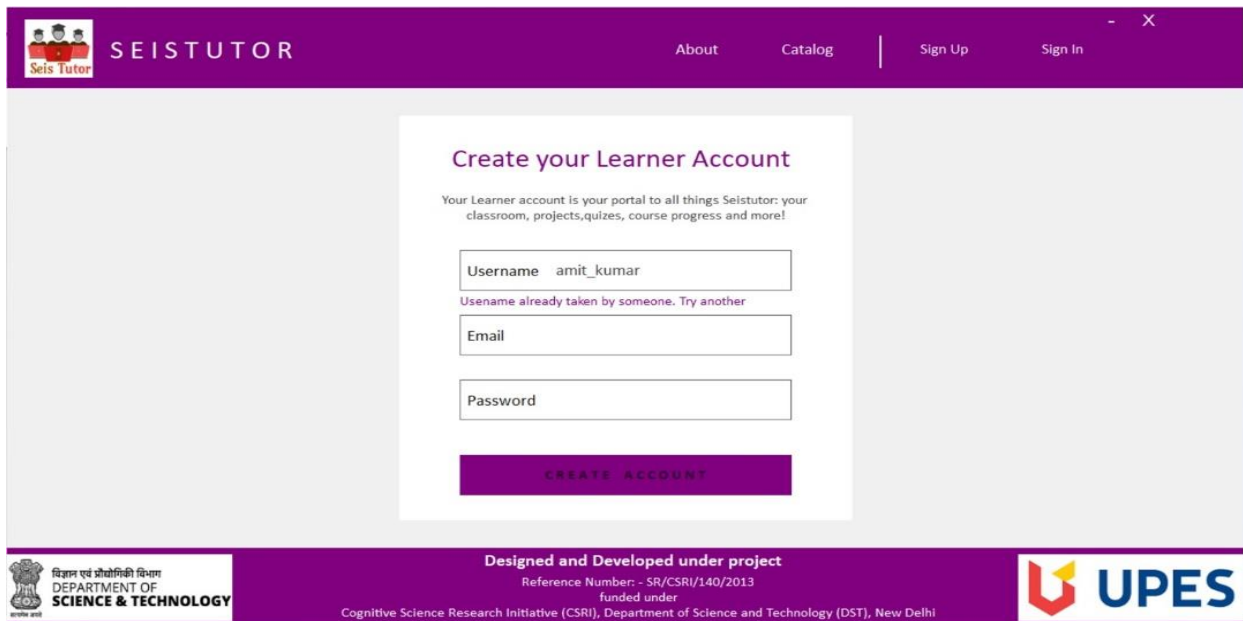 - X
Seis Tutor
SEISTUTOR
About Catalog Sign Up Sign In
Create your Learner Account
Your Learner account is your portal to all things Seistutor: your
classroom, projects,quizes, course progress and more!
Username amit_kumar
Usename already taken by someone. Try another
Email
Password
CREATE ACCOUNT
Designed and Developed under project
Reference Number: - SR/CSRI/140/2013
funded under
Cognitive Science Research Initiative (CSRI), Department of Science and Technology (DST), New Delhi
सत्यमेव जयते
विज्ञान एवं प्रौद्योगिकी विभाग
DEPARTMENT OF
SCIENCE & TECHNOLOGY
UPES